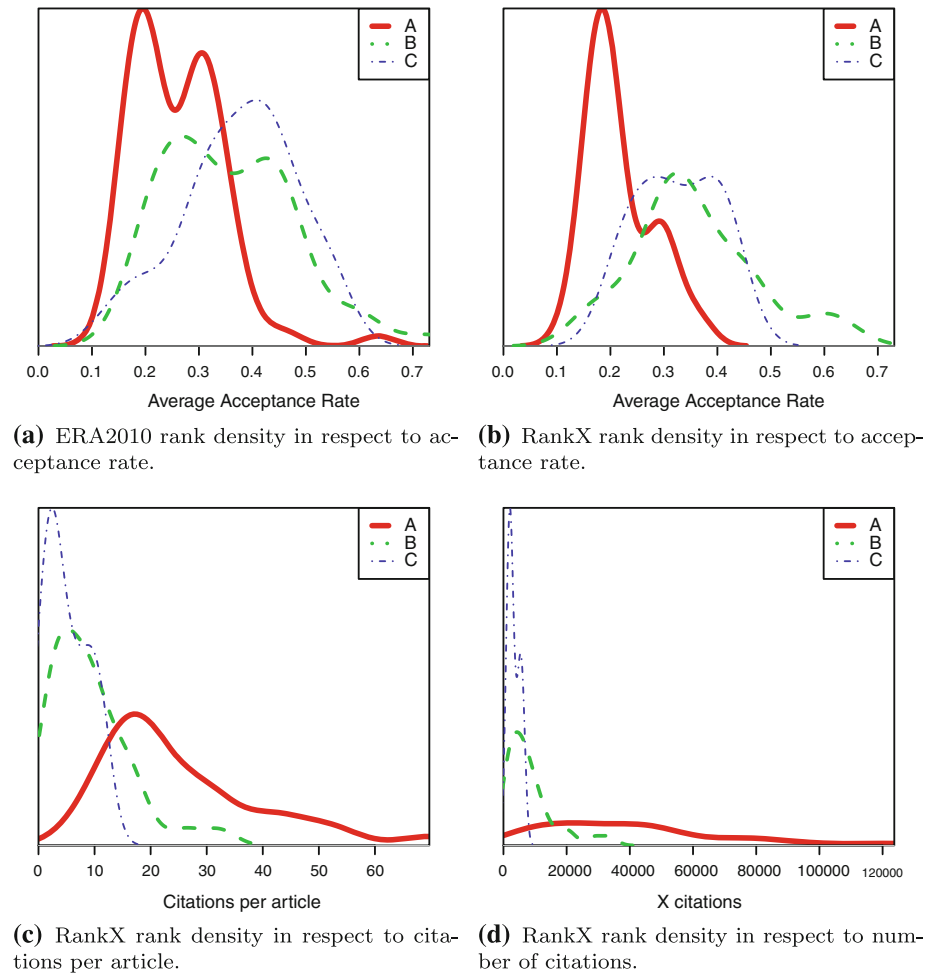 A
B
C
0.0 0.1 0.2 0.3 0.4 0.5 0.6 0.7
Average Acceptance Rate
(a) ERA2010 rank density in respect to ac-
ceptance rate.
A
B
C
0.0 0.1 0.2 0.3 0.4 0.5 0.6 0.7
Average Acceptance Rate
(b) RankX rank density in respect to accep-
tance rate.
A
B
C
0 10 20 30 40 50 60
Citations per article
(c) RankX rank density in respect to cita-
tions per article.
A
B
C
0 20000 40000 60000 80000 100000 120000
X citations
(d) RankX rank density in respect to num-
ber of citations.